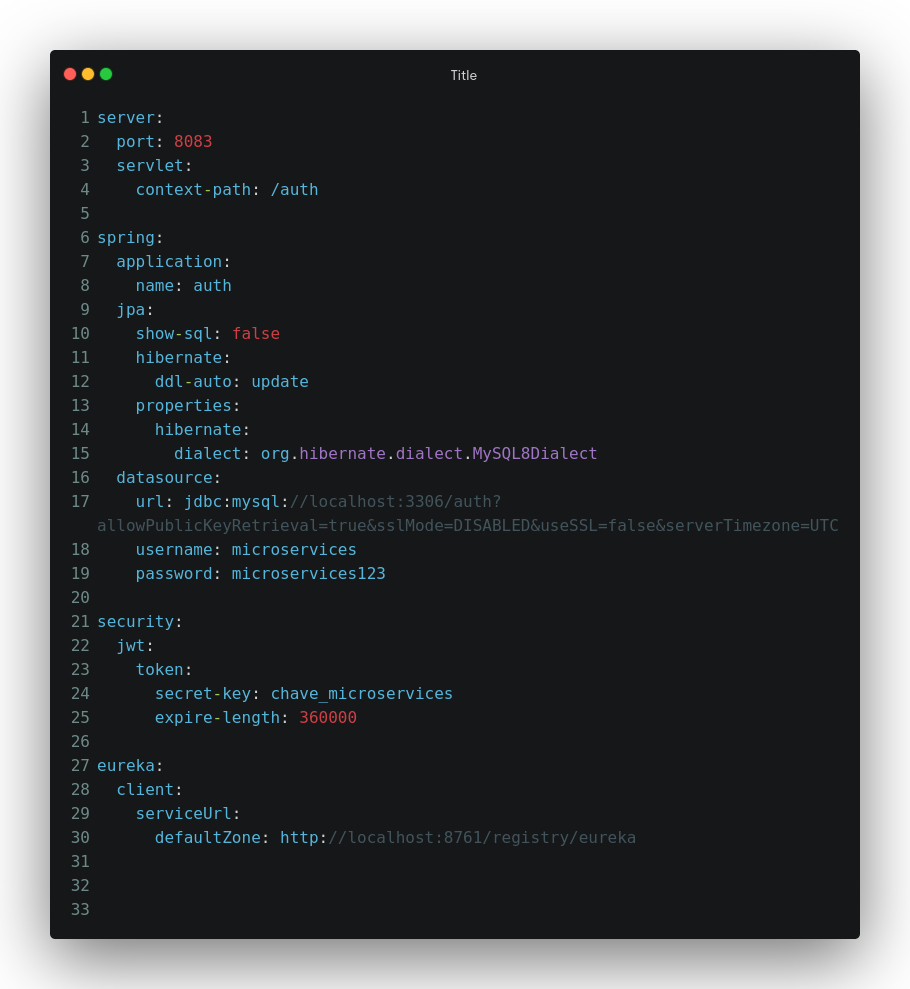 Title
1 server:
2   port: 8083
3   servlet:
4     context-path: /auth
5
6 spring:
7   application:
8     name: auth
9   jpa:
10     show-sql: false
11     hibernate:
12       ddl-auto: update
13     properties:
14       hibernate:
15         dialect: org.hibernate.dialect.MySQL8Dialect
16   datasource:
17     url: jdbc:mysql://localhost:3306/auth?
allowPublicKeyRetrieval=true&sslMode=DISABLED&useSSL=false&serverTimezone=UTC
18     username: microservices
19     password: microservices123
20
21 security:
22   jwt:
23     token:
24       secret-key: chave_microservices
25       expire-length: 360000
26
27 eureka:
28   client:
29     serviceUrl:
30       defaultZone: http://localhost:8761/registry/eureka
31
32
33